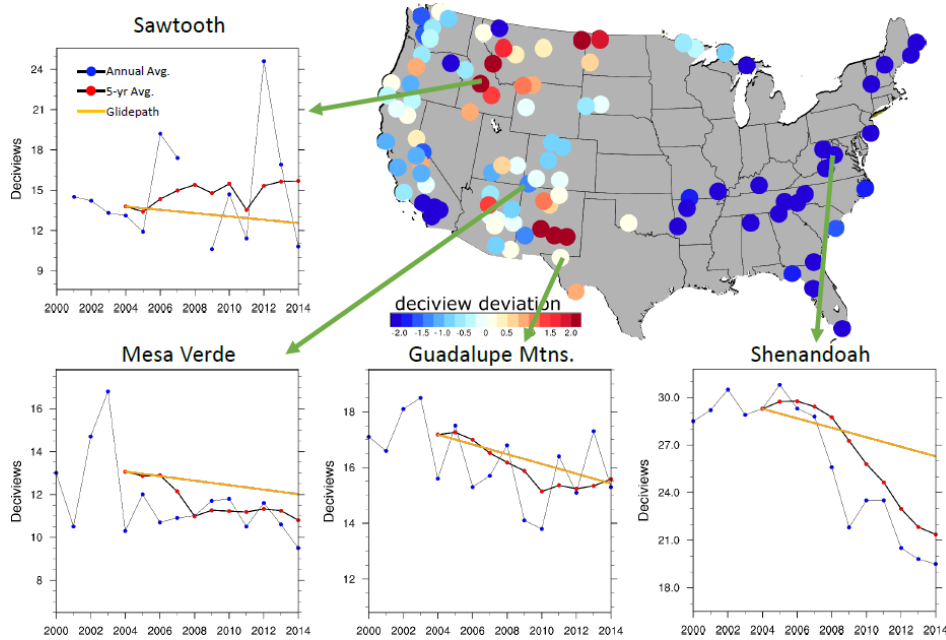 Sawtooth
Deciviews
24
21
18
15
12
9
Annual Avg.
5-yr Avg.
Glidepath
2000 2002 2004 2006 2008 2010 2012 2014
deciview deviation
-2.0 -1.5 -1.0 -0.5 0 0.5 1.0 1.5 2.0
Mesa Verde
Deciviews
16
14
12
10
8
2000 2002 2004 2006 2008 2010 2012 2014
Guadalupe Mtns.
Deciviews
18
16
14
12
2000 2002 2004 2006 2008 2010 2012 2014
Shenandoah
Deciviews
30.0
27.0
24.0
21.0
18.0
2000 2002 2004 2006 2008 2010 2012 2014